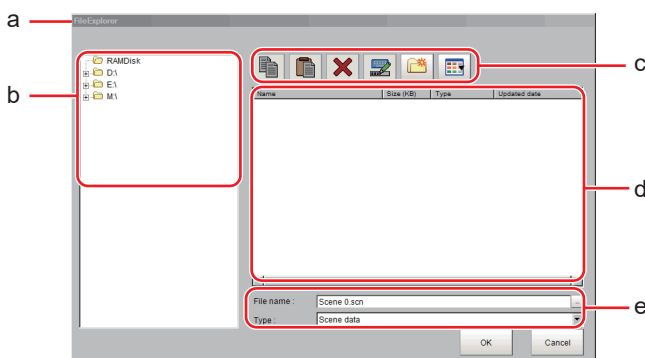 a
FileExplorer
RAMDisk
D:\
E:\
M:\
b
c
Name Size (KB) Type Updated date
d
File name : Scene 0.scn ...
Type : Scene data
e
OK Cancel